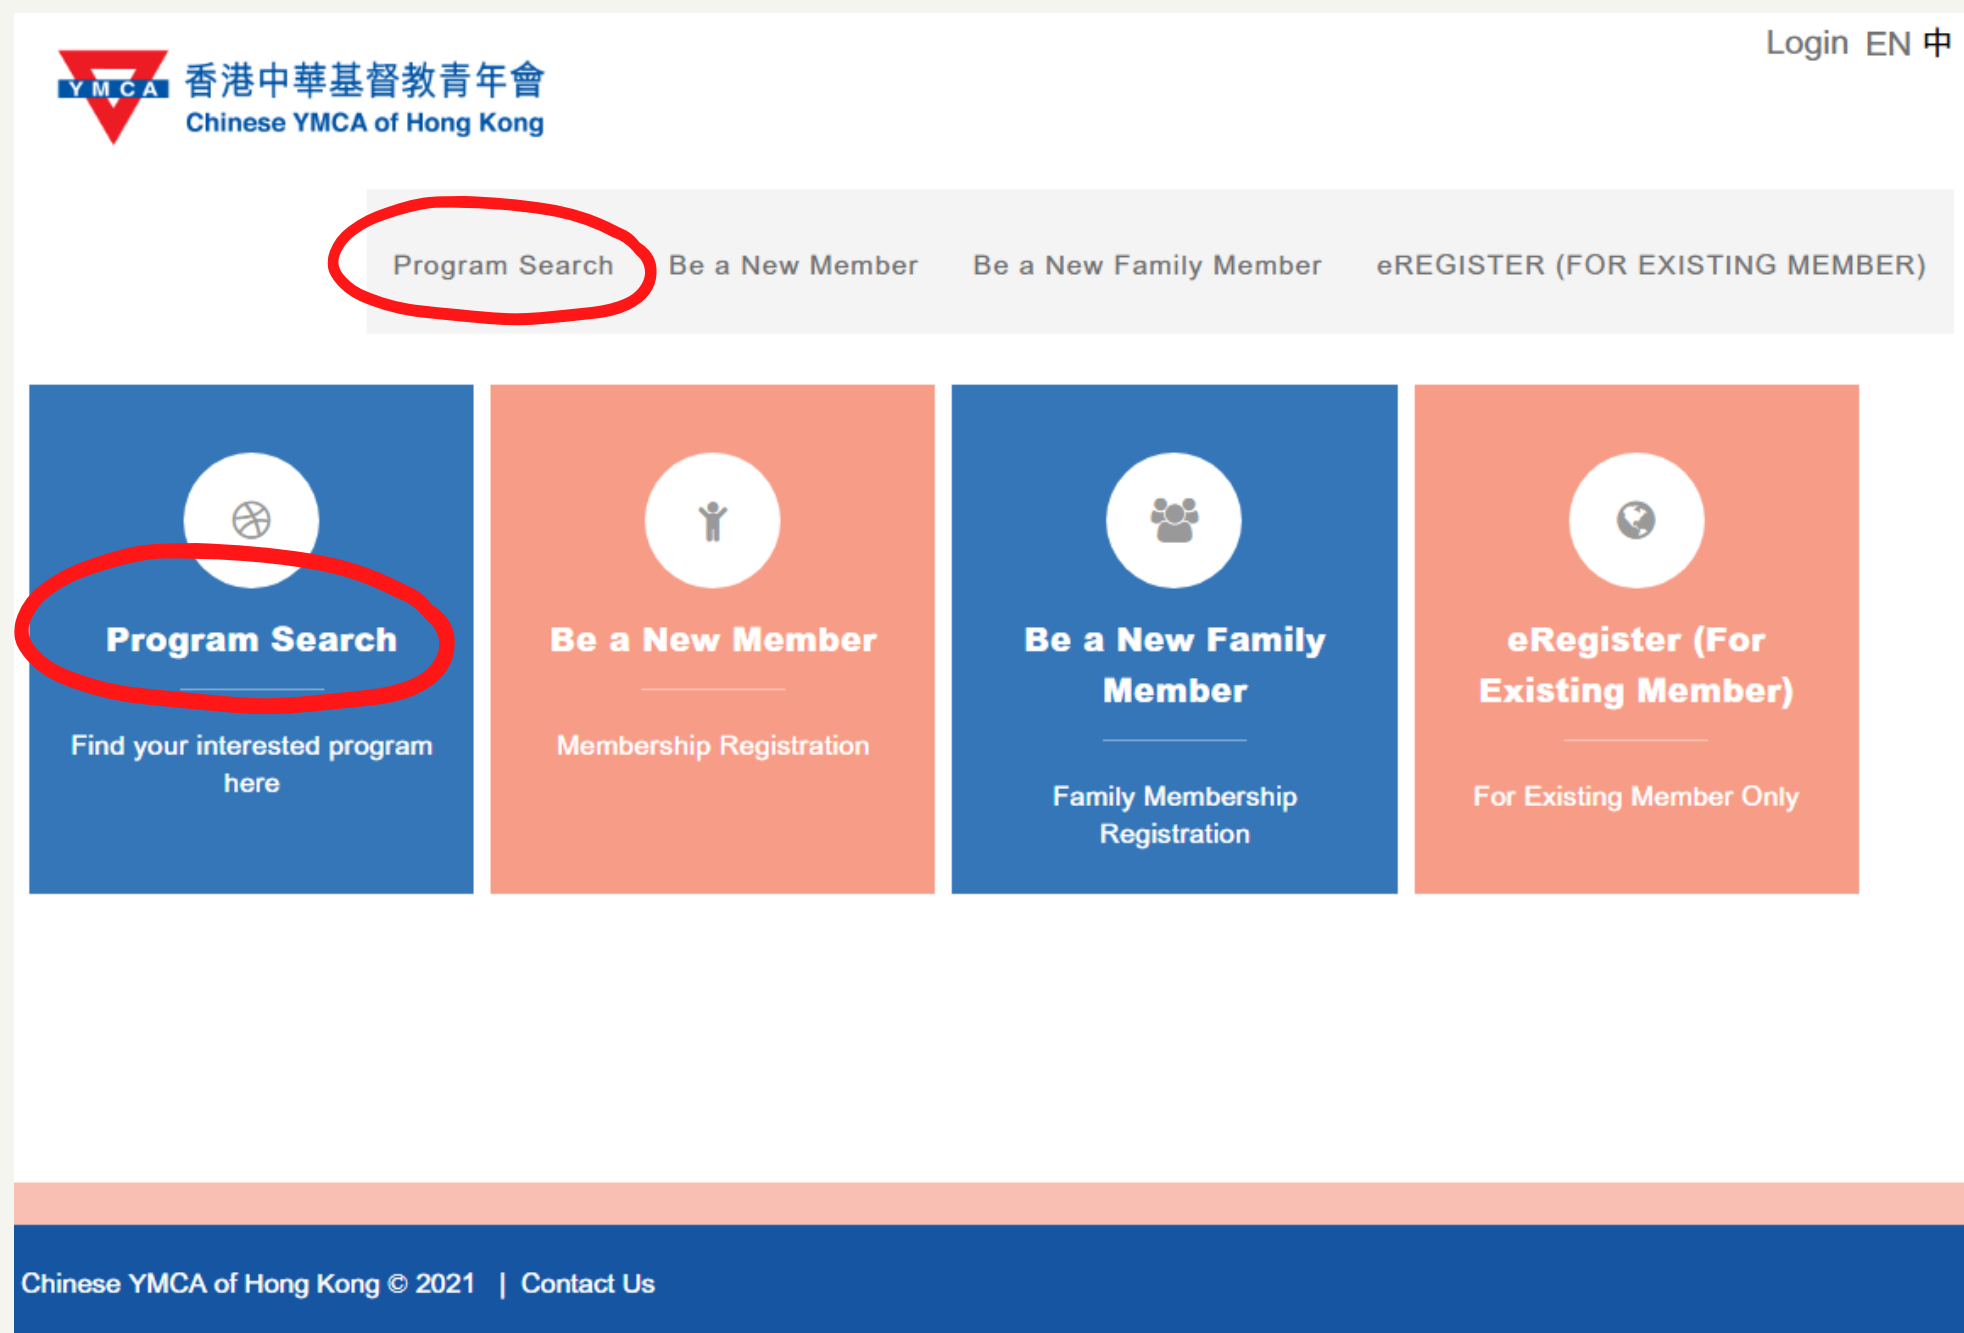 Login EN 中
YMCA
香港中華基督教青年會
Chinese YMCA of Hong Kong
Program Search
Be a New Member
Be a New Family Member
eREGISTER (FOR EXISTING MEMBER)
Program Search
Find your interested program
here
Be a New Member
Membership Registration
Be a New Family
Member
Family Membership
Registration
eRegister (For
Existing Member)
For Existing Member Only
Chinese YMCA of Hong Kong © 2021 | Contact Us